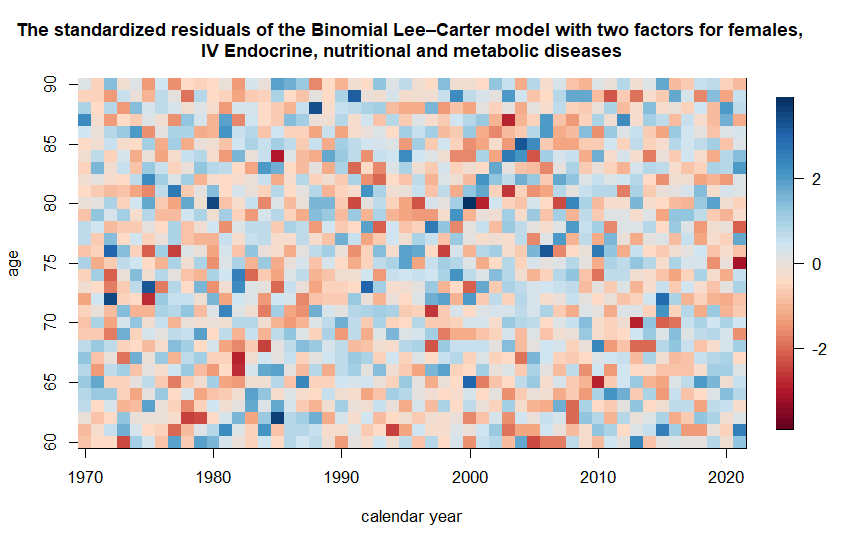 The standardized residuals of the Binomial Lee–Carter model with two factors for females,
IV Endocrine, nutritional and metabolic diseases
90
85
80
75
70
65
60
age
1970 1980 1990 2000 2010 2020
calendar year
2
0
-2